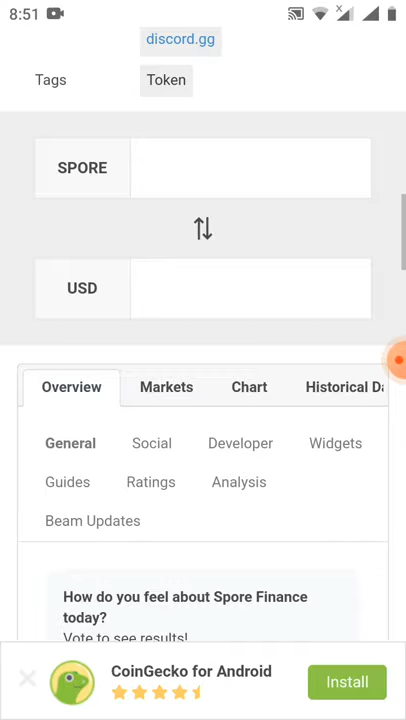 8:51
discord.gg
Tags
Token
SPORE
USD
Overview Markets Chart Historical Da
General Social Developer Widgets
Guides Ratings Analysis
Beam Updates
How do you feel about Spore Finance
today?
Vote to see results!
CoinGecko for Android
Install